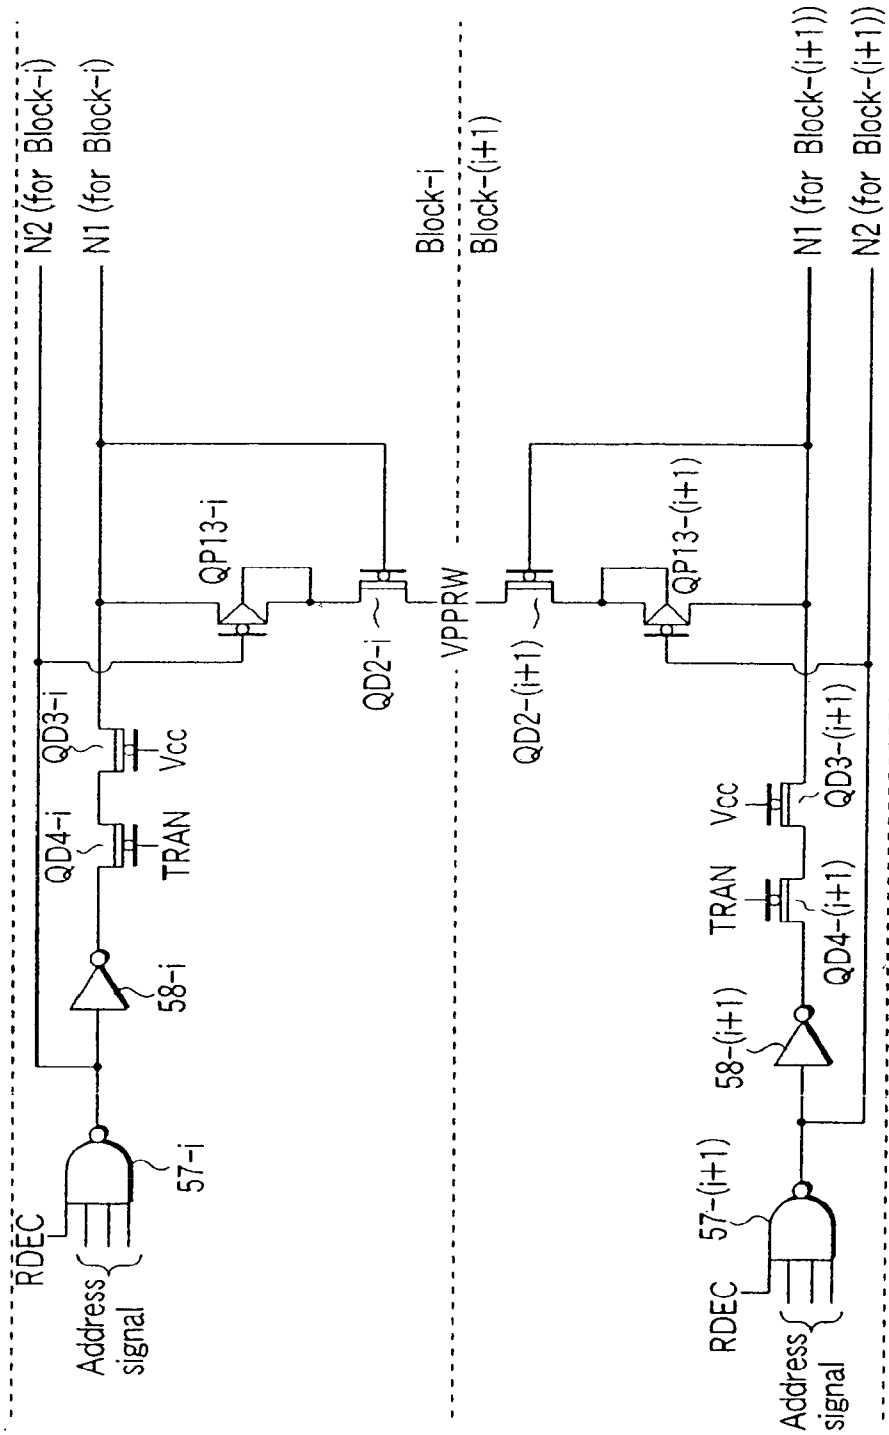 N2 (for Block-i)
N1 (for Block-i)
RDEC
Address
signal
57-i
58-i
QD4-i
TRAN
QD3-i
Vcc
QP13-i
QD2-i
VPPRW
Block-i
Block-(i+1)
QD2-(i+1)
QP13-(i+1)
RDEC
Address
signal
57-(i+1)
58-(i+1)
TRAN
QD4-(i+1)
Vcc
QD3-(i+1)
N1 (for Block-(i+1))
N2 (for Block-(i+1))